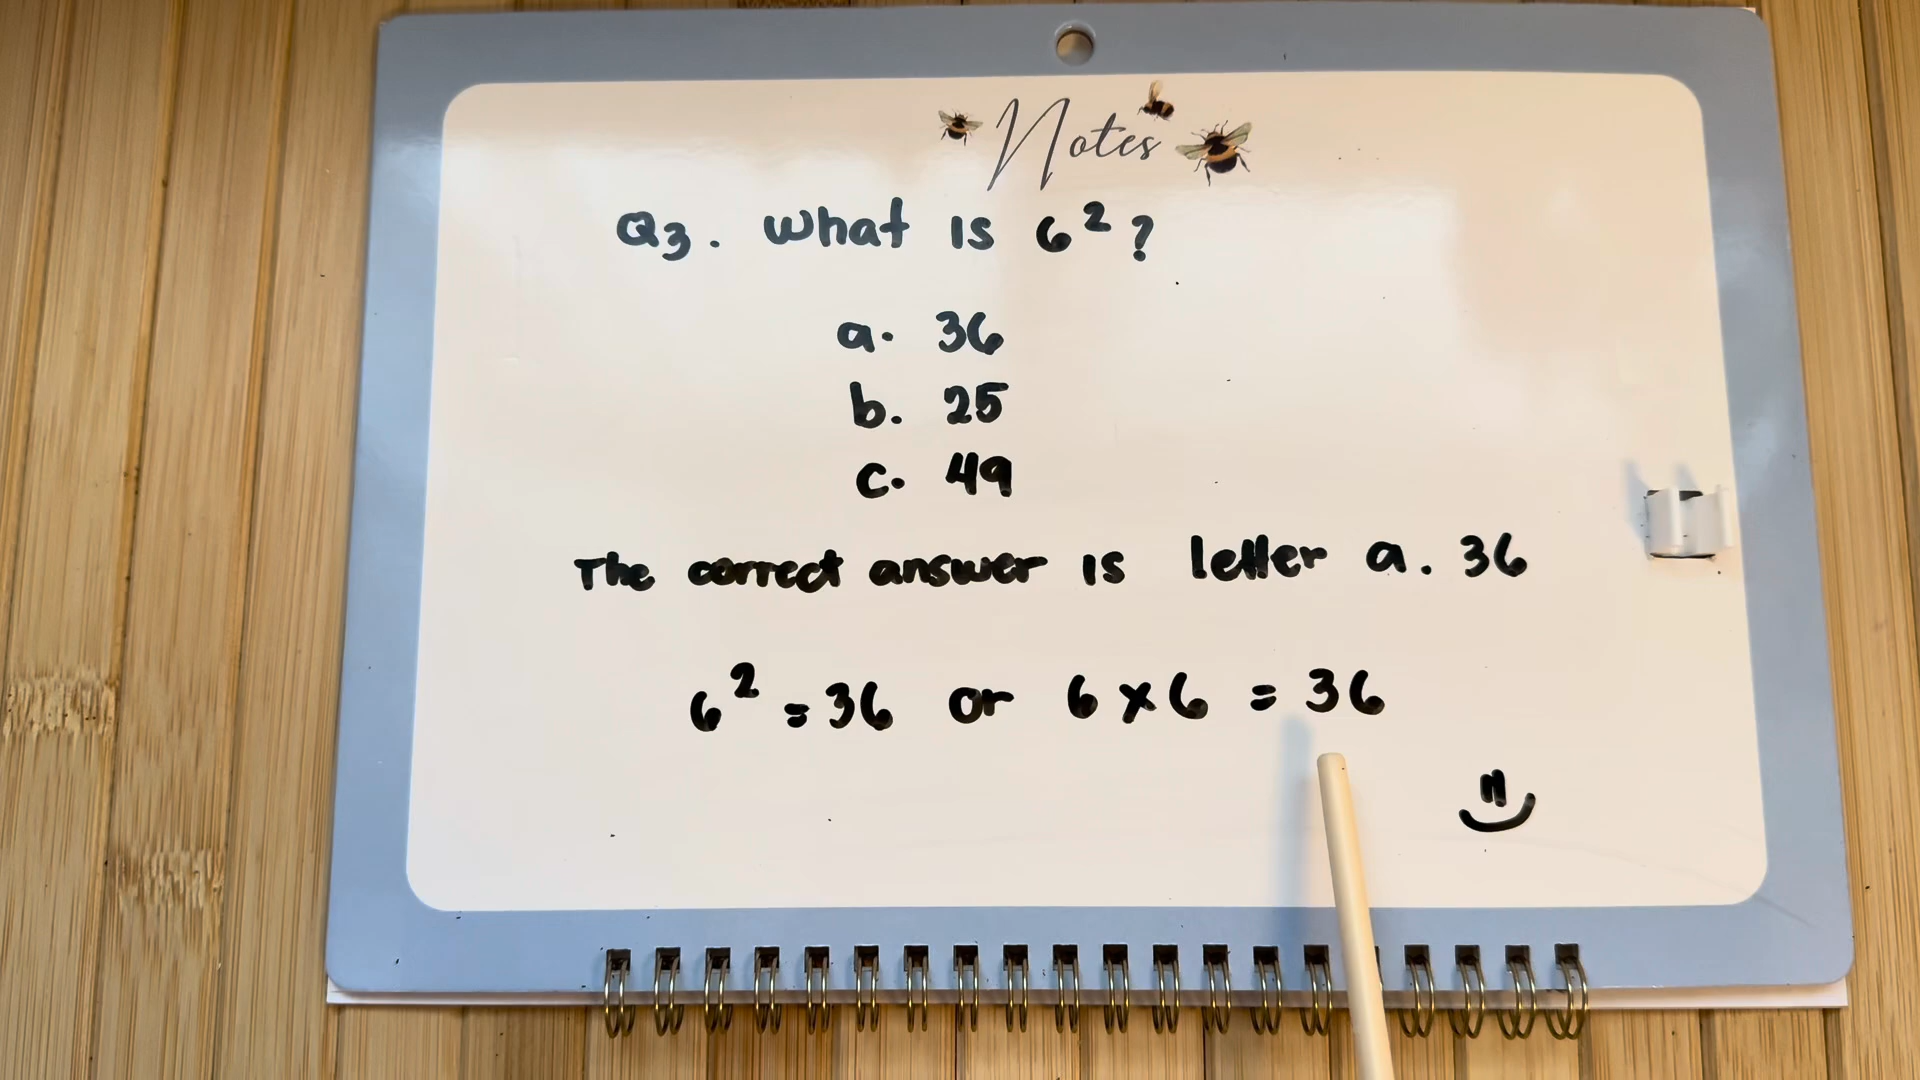 Notes
Q3. What is 6²?
a. 36
b. 25
c. 49
The correct answer is letter a. 36
6² = 36 or 6 x 6 = 36